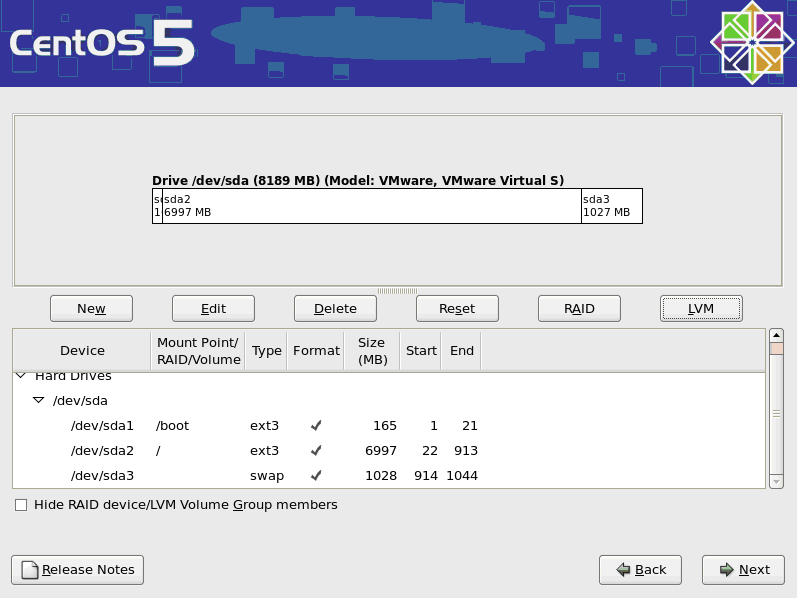 CentOS 5
Drive /dev/sda (8189 MB) (Model: VMware, VMware Virtual S)
sda2
6997 MB
sda3
1027 MB
New
Edit
Delete
Reset
RAID
LVM
Device
Mount Point/
RAID/Volume
Type
Format
Size
(MB)
Start
End
Hard Drives
/dev/sda
/dev/sda1 /boot ext3 165 1 21
/dev/sda2 / ext3 6997 22 913
/dev/sda3 swap 1028 914 1044
Hide RAID device/LVM Volume Group members
Release Notes
Back
Next